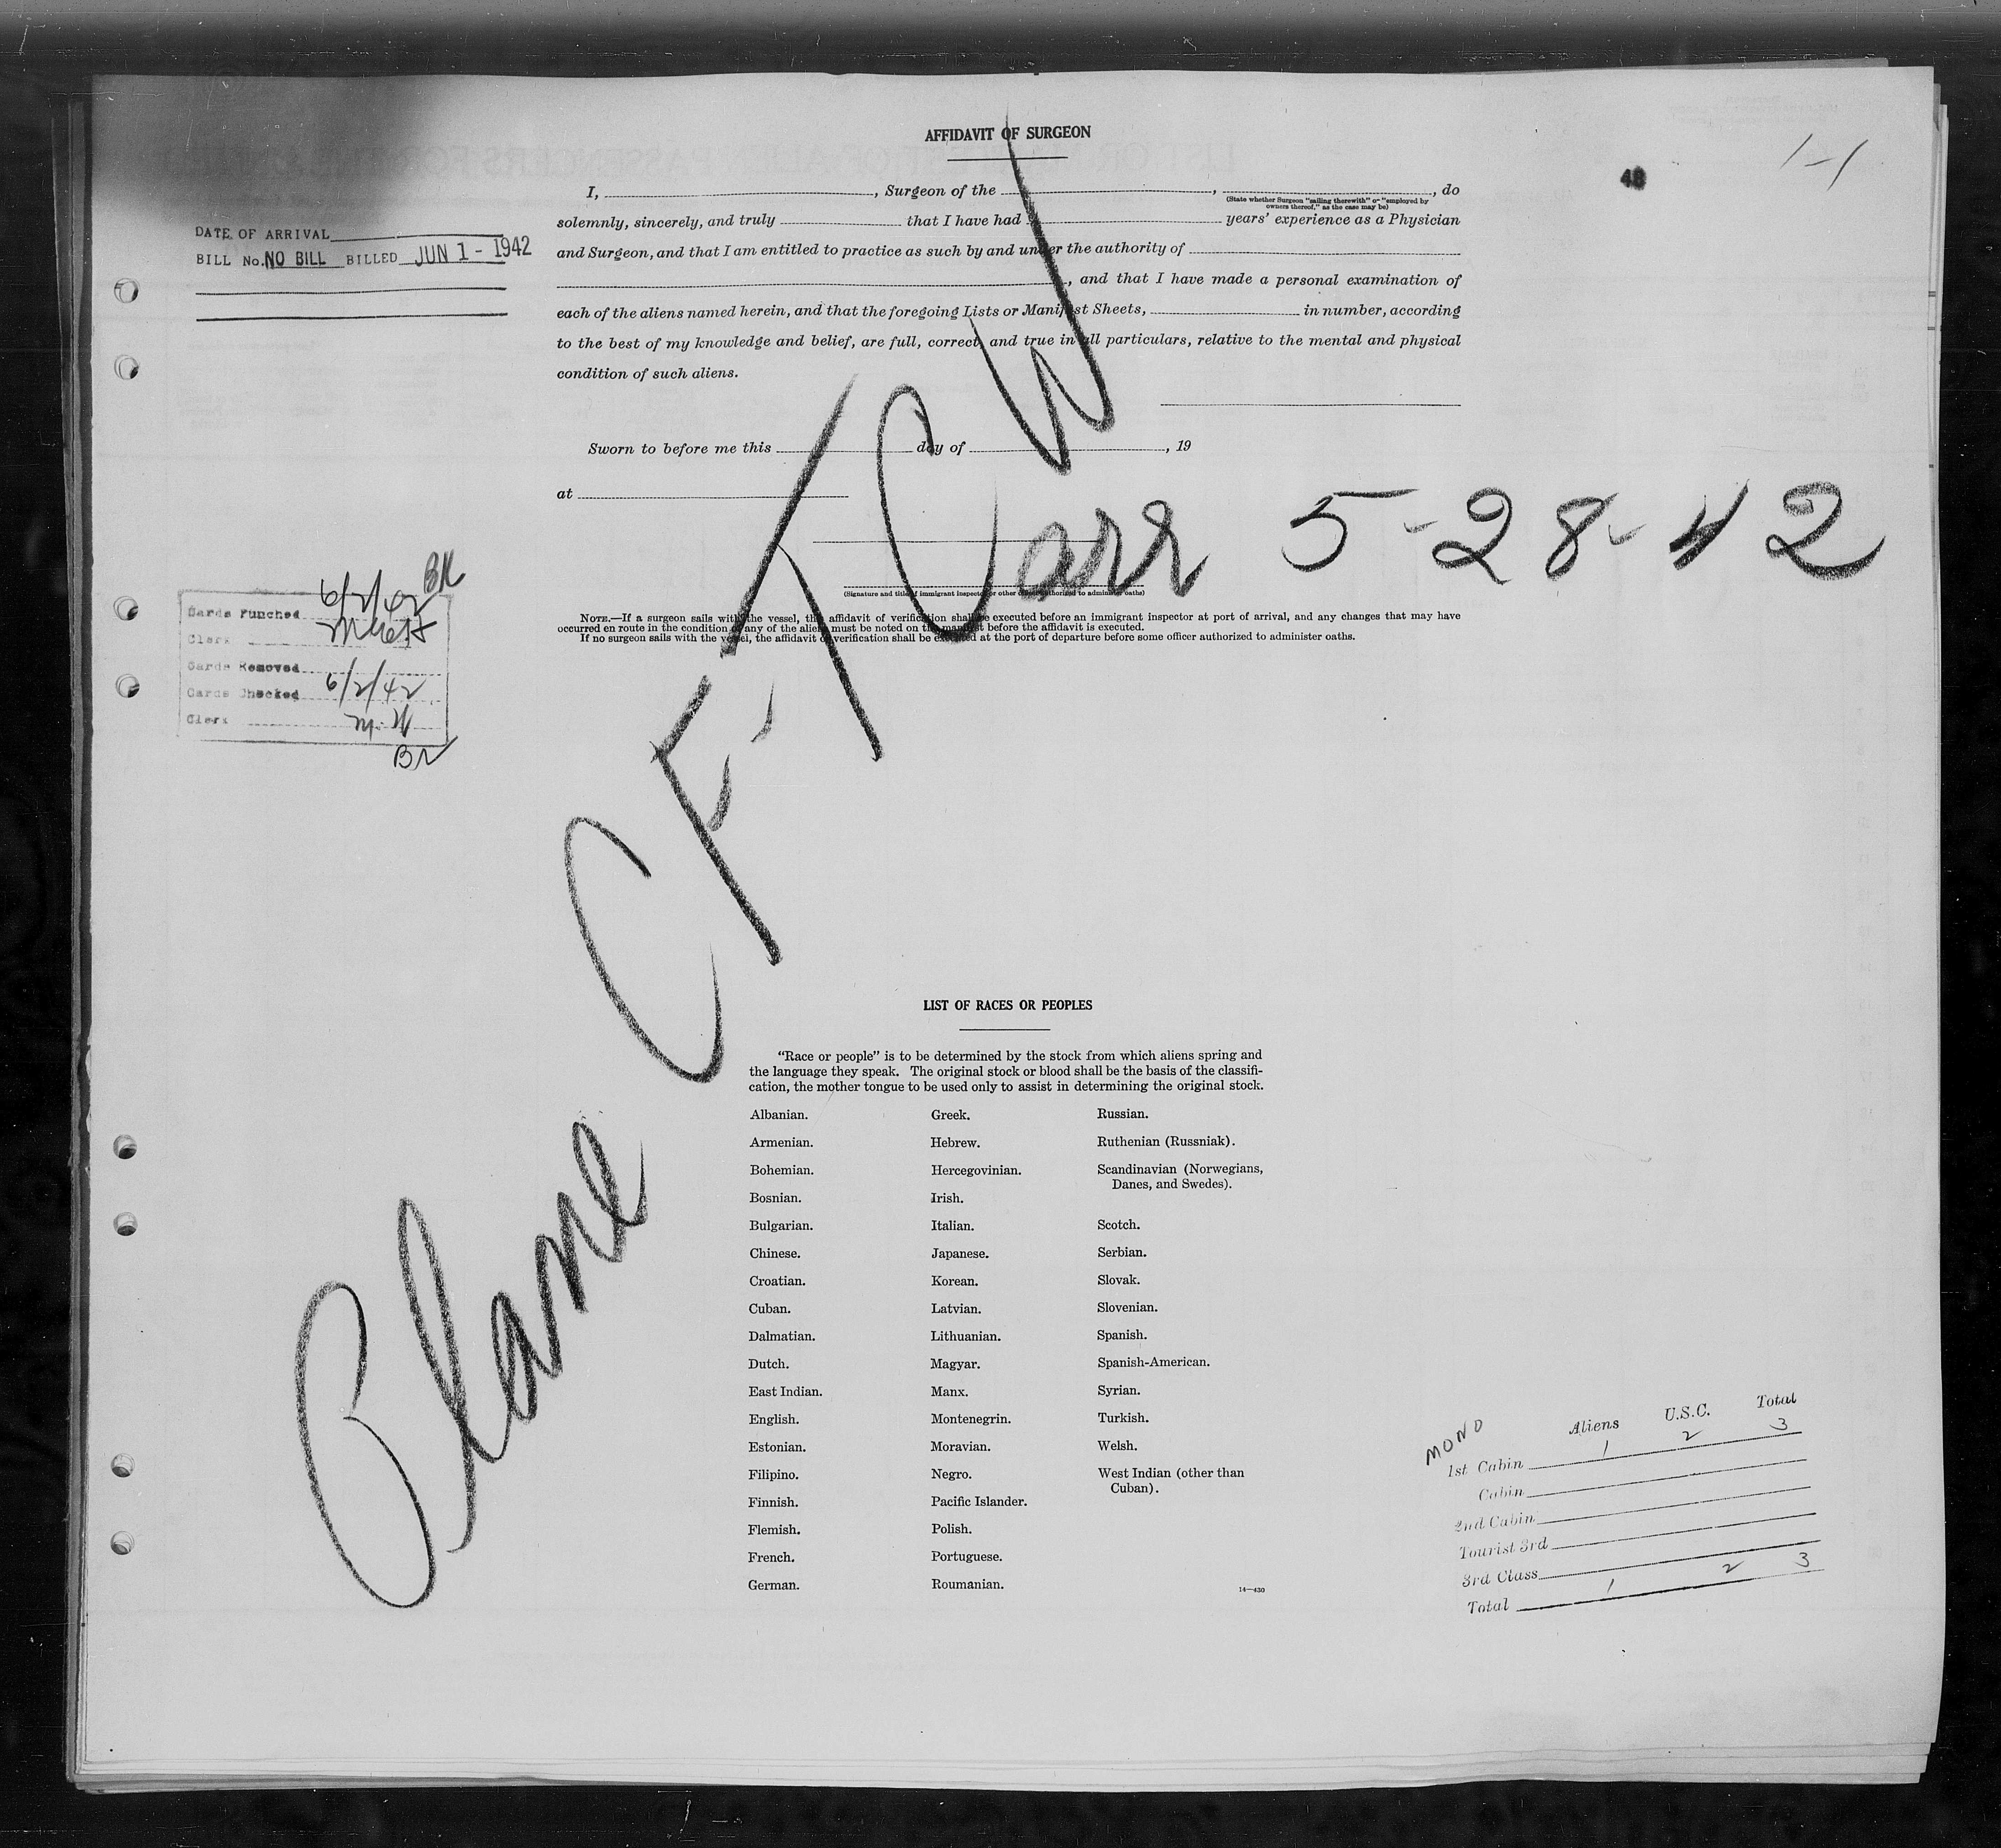 AFFIDAVIT OF SURGEON
48
1-1
I, , Surgeon of the , , do
(State whether Surgeon "sailing therewith" or "employed by
owners thereof," as the case may be)
solemnly, sincerely, and truly that I have had years' experience as a Physician
and Surgeon, and that I am entitled to practice as such by and under the authority of
, and that I have made a personal examination of
each of the aliens named herein, and that the foregoing Lists or Manifest Sheets, in number, according
to the best of my knowledge and belief, are full, correct, and true in all particulars, relative to the mental and physical
condition of such aliens.
Sworn to before me this day of , 19
at
(Signature and title of immigrant inspector or other officer authorized to administer oaths)
NOTE.—If a surgeon sails with the vessel, the affidavit of verification shall be executed before an immigrant inspector at port of arrival, and any changes that may have
occurred en route in the condition of any of the aliens must be noted on the manifest before the affidavit is executed.
If no surgeon sails with the vessel, the affidavit of verification shall be executed at the port of departure before some officer authorized to administer oaths.
DATE OF ARRIVAL
BILL No. NO BILL BILLED JUN 1 - 1942
Cards Punched 6/2/42 BR
Clerk
Cards Removed
Cards Checked 6/2/42
Clerk M. W
BR
Plane CF-TCW
arr 5-28-42
LIST OF RACES OR PEOPLES
"Race or people" is to be determined by the stock from which aliens spring and
the language they speak. The original stock or blood shall be the basis of the classifi-
cation, the mother tongue to be used only to assist in determining the original stock.
Albanian.
Armenian.
Bohemian.
Bosnian.
Bulgarian.
Chinese.
Croatian.
Cuban.
Dalmatian.
Dutch.
East Indian.
English.
Estonian.
Filipino.
Finnish.
Flemish.
French.
German.
Greek.
Hebrew.
Hercegovinian.
Irish.
Italian.
Japanese.
Korean.
Latvian.
Lithuanian.
Magyar.
Manx.
Montenegrin.
Moravian.
Negro.
Pacific Islander.
Polish.
Portuguese.
Roumanian.
Russian.
Ruthenian (Russniak).
Scandinavian (Norwegians,
Danes, and Swedes).
Scotch.
Serbian.
Slovak.
Slovenian.
Spanish.
Spanish-American.
Syrian.
Turkish.
Welsh.
West Indian (other than
Cuban).
14—430
MONO
Aliens U.S.C. Total
1st Cabin 1 2 3
Cabin
2nd Cabin
Tourist 3rd
3rd Class
Total 1 2 3